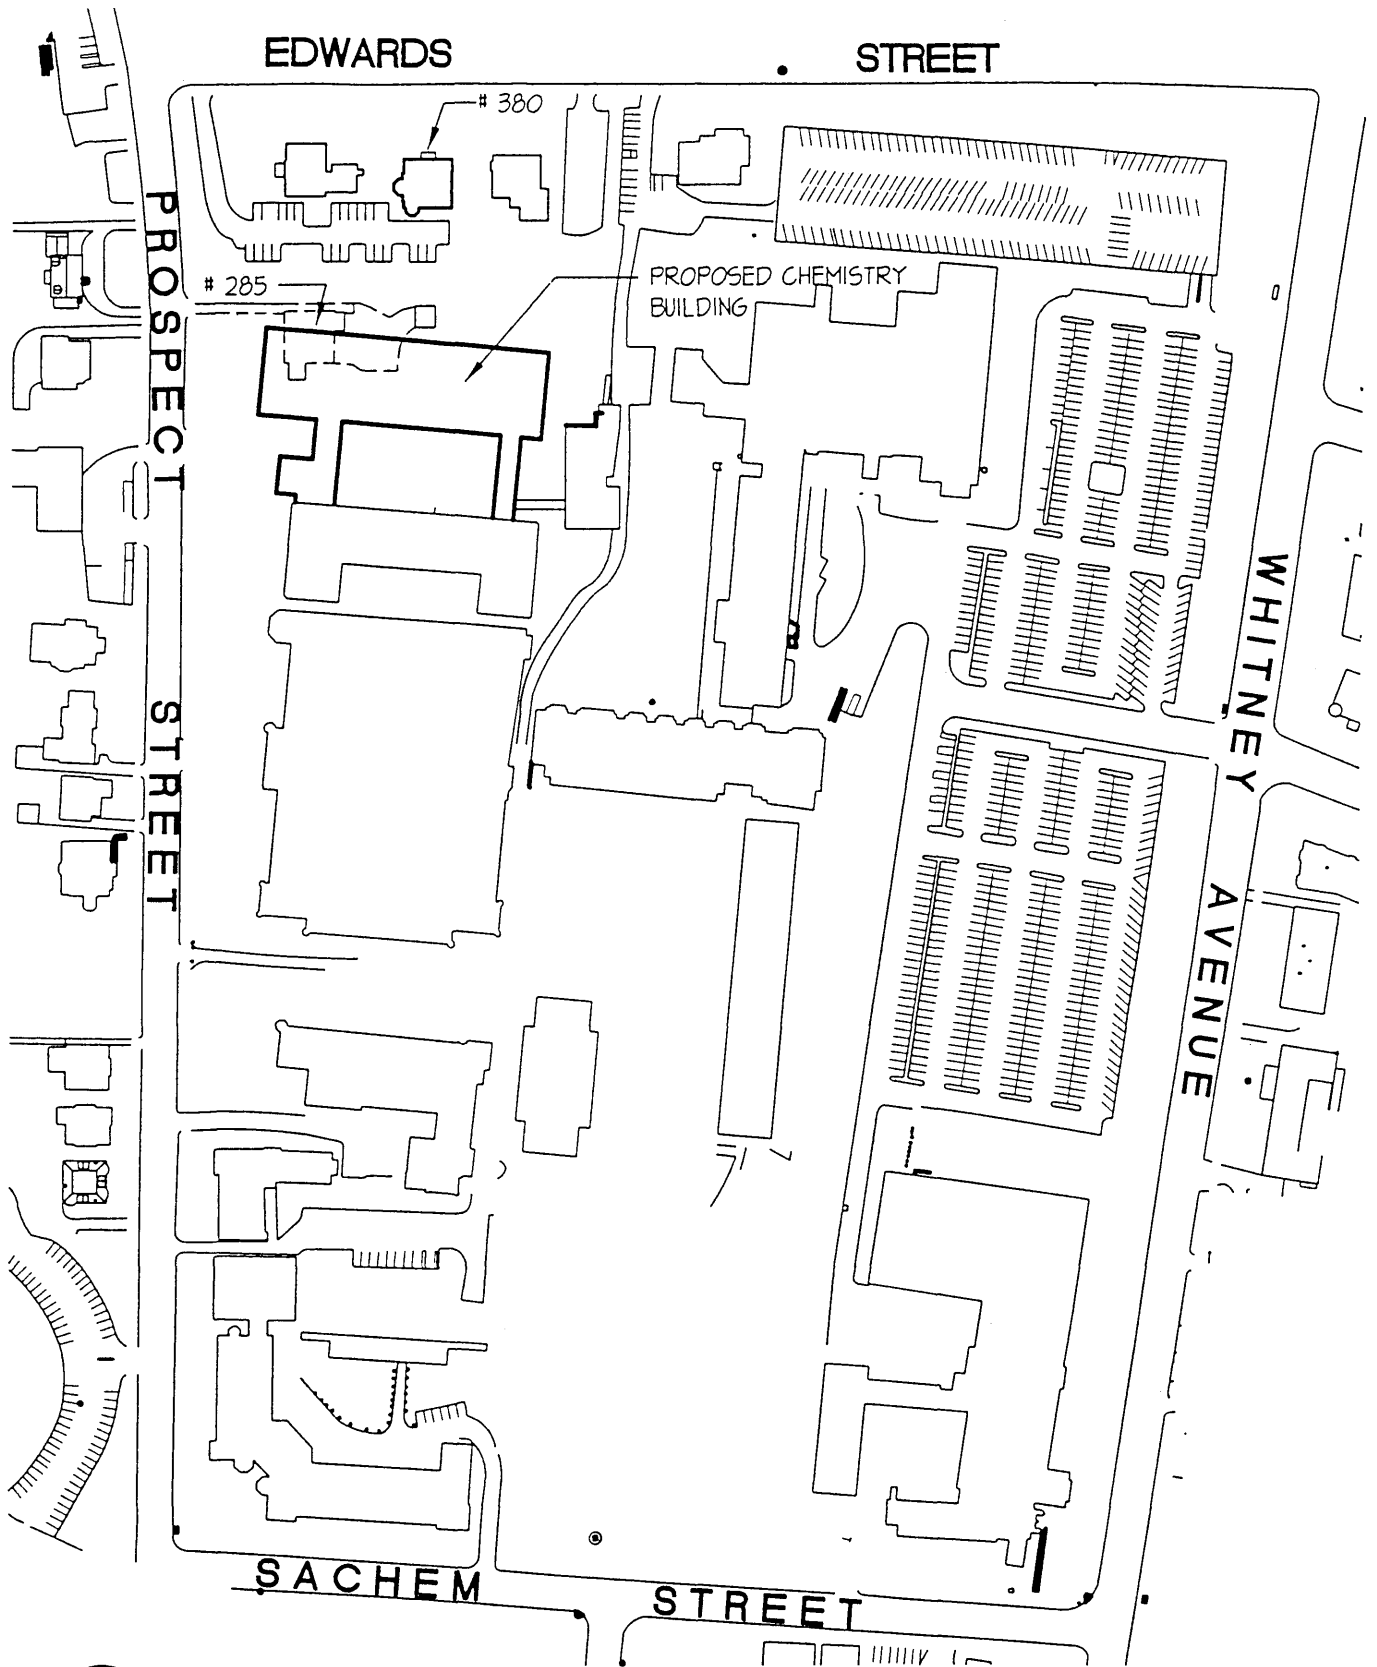 EDWARDS STREET
# 380
PROSPECT STREET
# 285
PROPOSED CHEMISTRY
BUILDING
WHITNEY AVENUE
SACHEM STREET